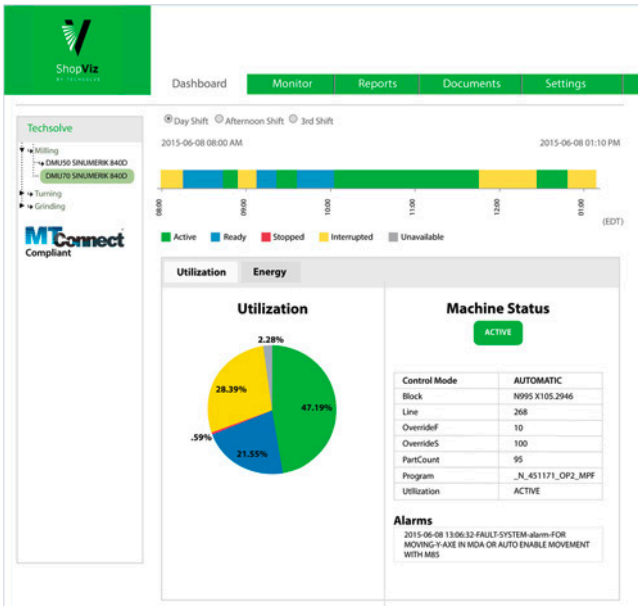 ShopViz
BY TECHSOLVE
Dashboard Monitor Reports Documents Settings
Techsolve
Milling
DMU50 SINUMERIK 840D
DMU70 SINUMERIK 840D
Turning
Grinding
MTConnect
Compliant
Day Shift Afternoon Shift 3rd Shift
2015-06-08 08:00 AM 2015-06-08 01:10 PM
08:00 09:00 10:00 11:00 12:00 01:00
(EDT)
Active Ready Stopped Interrupted Unavailable
Utilization Energy
Utilization
2.28%
28.39%
47.19%
.59%
21.55%
Machine Status
ACTIVE
Control Mode AUTOMATIC
Block N995 X105.2946
Line 268
OverrideF 10
OverrideS 100
PartCount 95
Program _N_451171_OP2_MPF
Utllization ACTIVE
Alarms
2015-06-08 13:06:32-FAULT-SYSTEM-alarm-FOR
MOVING-Y-AXE IN MDA OR AUTO ENABLE MOVEMENT
WITH M85